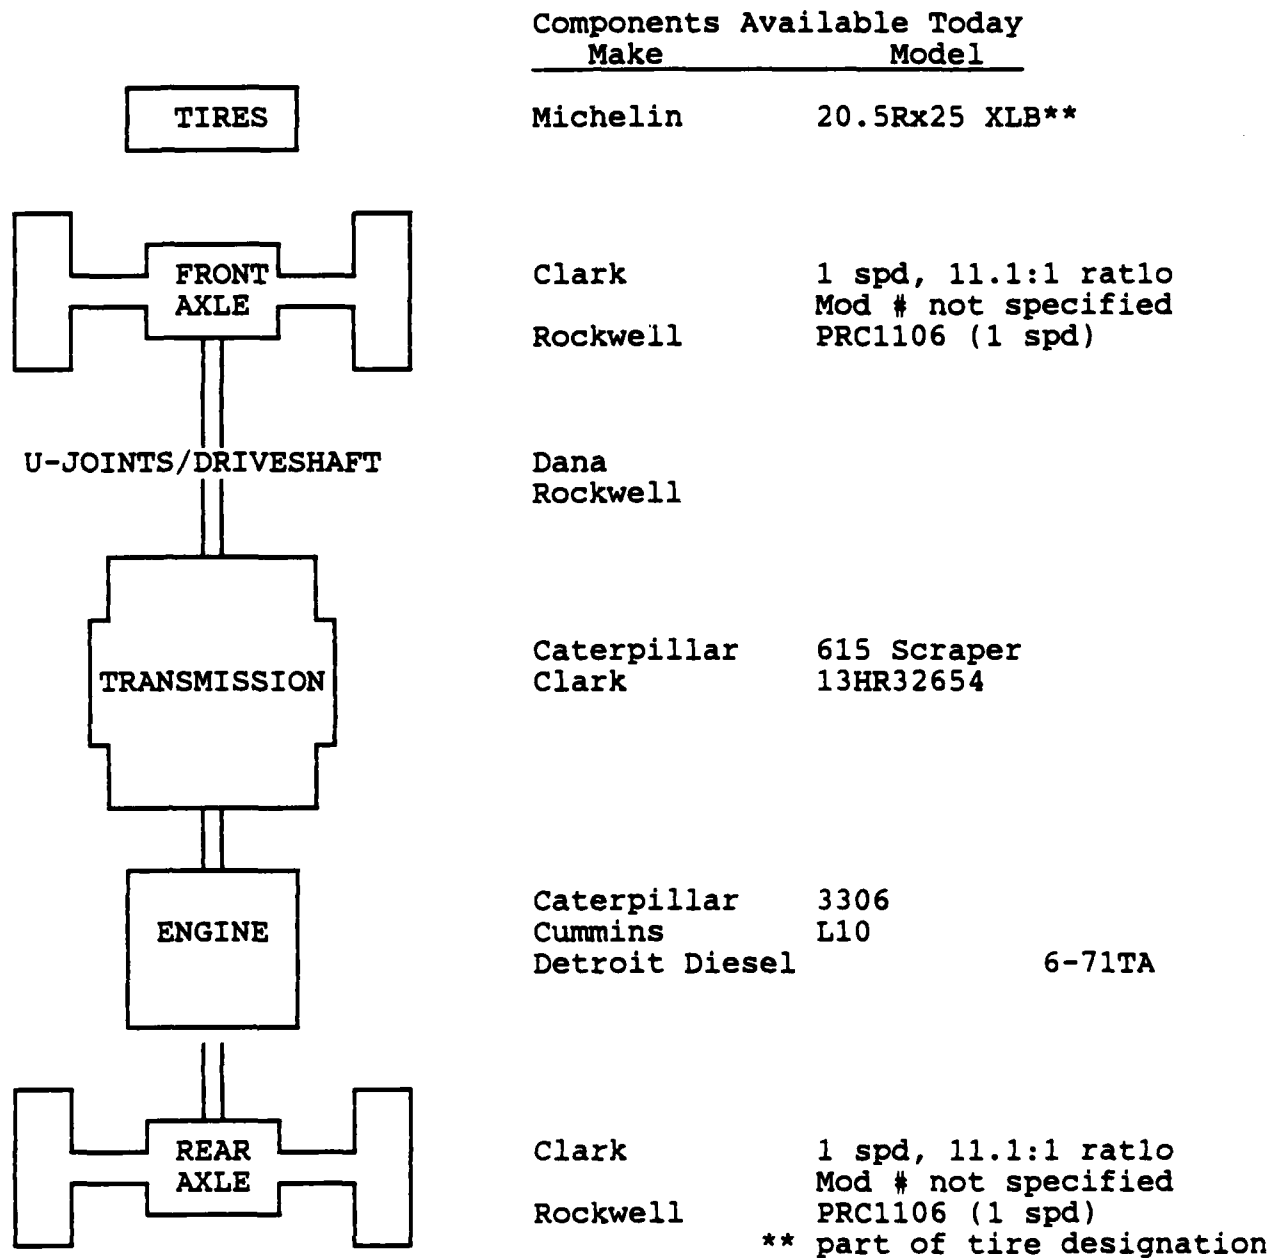 Components Available Today
Make Model
TIRES Michelin 20.5Rx25 XLB**
FRONT Clark 1 spd, 11.1:1 ratio
AXLE Mod # not specified
Rockwell PRC1106 (1 spd)
U-JOINTS/DRIVESHAFT Dana
Rockwell
Caterpillar 615 Scraper
TRANSMISSION Clark 13HR32654
Caterpillar 3306
ENGINE Cummins L10
Detroit Diesel 6-71TA
REAR Clark 1 spd, 11.1:1 ratio
AXLE Mod # not specified
Rockwell PRC1106 (1 spd)
** part of tire designation